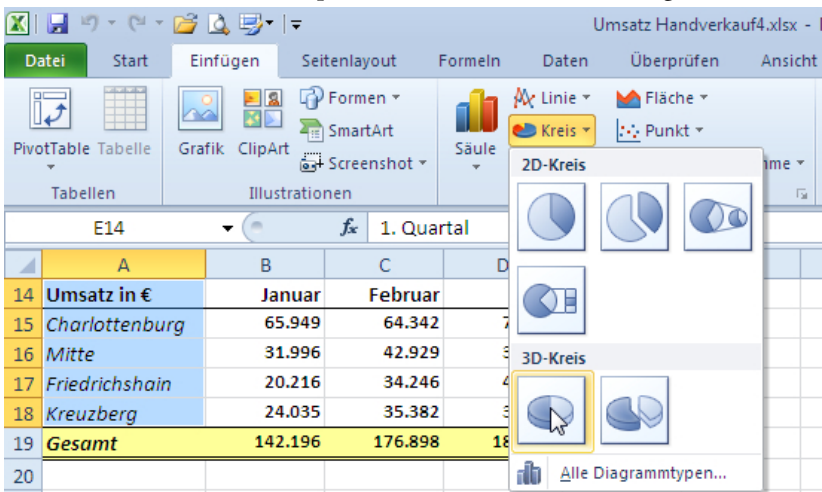 Umsatz Handverkauf4.xlsx -
Datei Start Einfügen Seitenlayout Formeln Daten Überprüfen Ansicht
Formen Linie Fläche
SmartArt Kreis Punkt
PivotTable Tabelle Grafik ClipArt Screenshot Säule
Tabellen Illustrationen
2D-Kreis
E14 fx 1. Quartal
A B C D
14 Umsatz in € Januar Februar
15 Charlottenburg 65.949 64.342
16 Mitte 31.996 42.929
3D-Kreis
17 Friedrichshain 20.216 34.246
18 Kreuzberg 24.035 35.382
19 Gesamt 142.196 176.898 18
20
Alle Diagrammtypen...